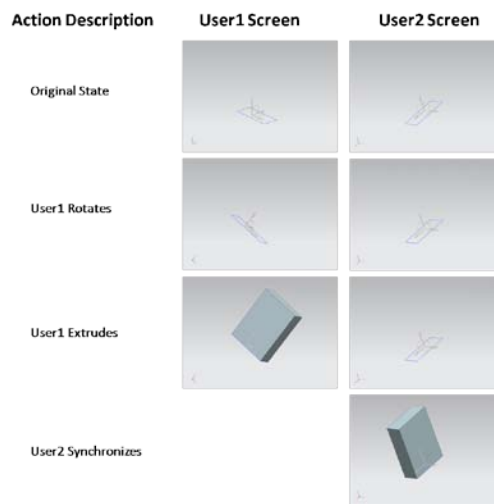 Action Description User1 Screen User2 Screen
Original State
User1 Rotates
User1 Extrudes
User2 Synchronizes